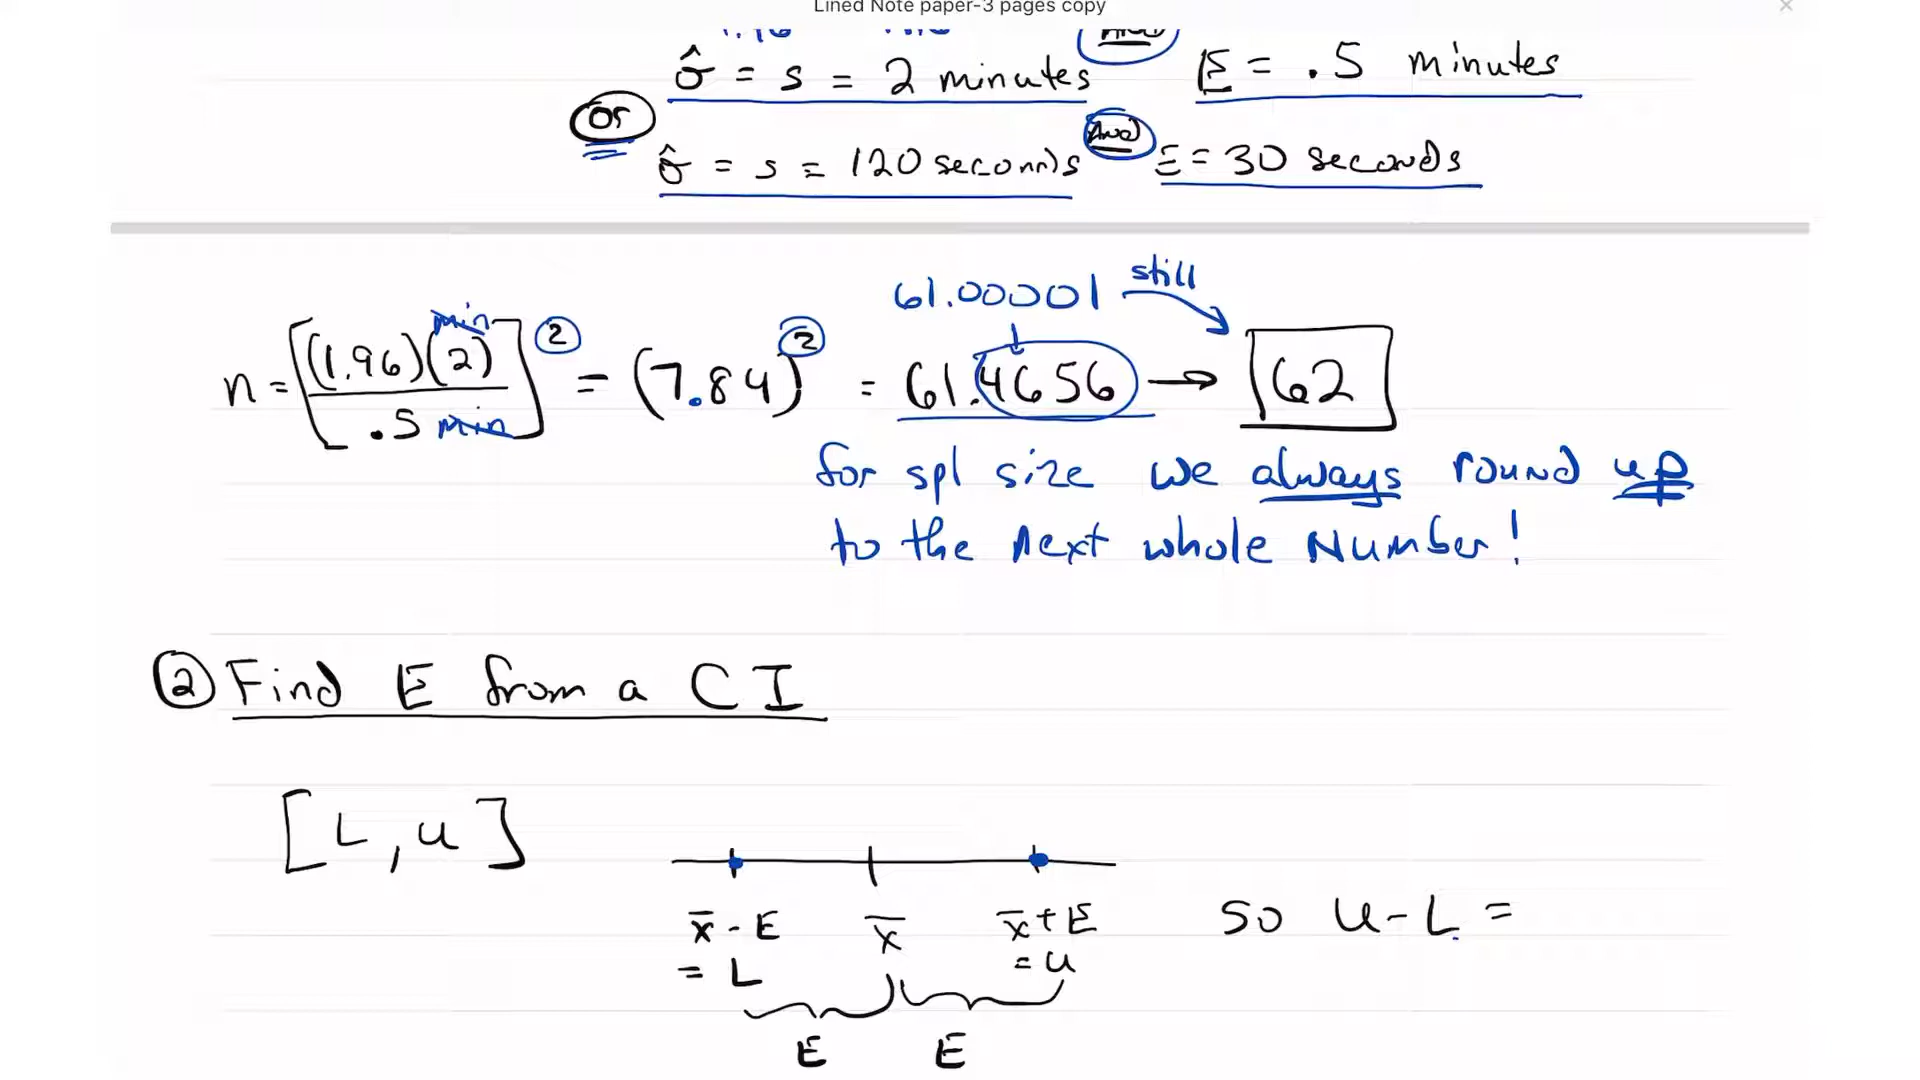 Lined Note paper-3 pages copy
σ̂ = s = 2 minutes E = .5 minutes
or
σ̂ = s = 120 seconds And E = 30 seconds
61.00001 still
n = [(1.96)(2) min / .5 min]² = (7.84)² = 61.4656 → 62
for spl size we always round up
to the next whole Number!
② Find E from a CI
[L, u]
x̄ - E x̄ x̄ + E so u - L =
= L = u
E E